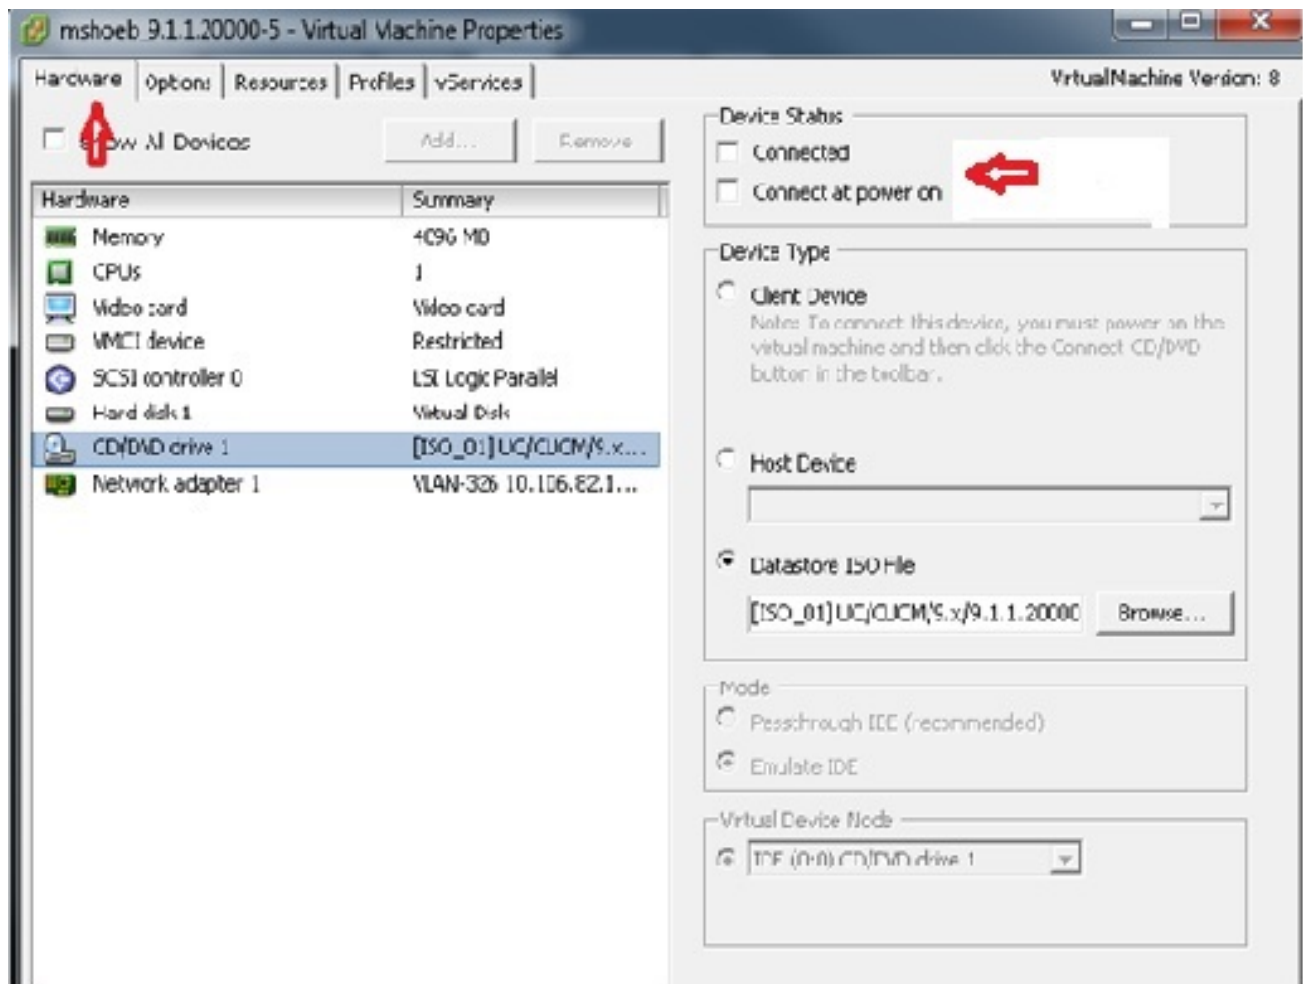 mshoeb 9.1.1.20000-5 - Virtual Machine Properties
Hardware Options Resources Profiles vServices
Virtual Machine Version: 8
Show All Devices Add... Remove
Hardware Summary
Memory 4096 MB
CPUs 1
Video card Video card
VMCI device Restricted
SCSI controller 0 LSI Logic Parallel
Hard disk 1 Virtual Disk
CD/DVD drive 1 [ISO_01] UC/CUCM/9.x...
Network adapter 1 VLAN-326 10.106.82.1...
Device Status
Connected
Connect at power on
Device Type
Client Device
Note: To connect this device, you must power on the
virtual machine and then click the Connect CD/DVD
button in the toolbar.
Host Device
Datastore ISO File
[ISO_01] UC/CUCM/9.x/9.1.1.20000
Browse...
Mode
Passthrough IDE (recommended)
Emulate IDE
Virtual Device Node
IDE (0:0) CD/DVD drive 1